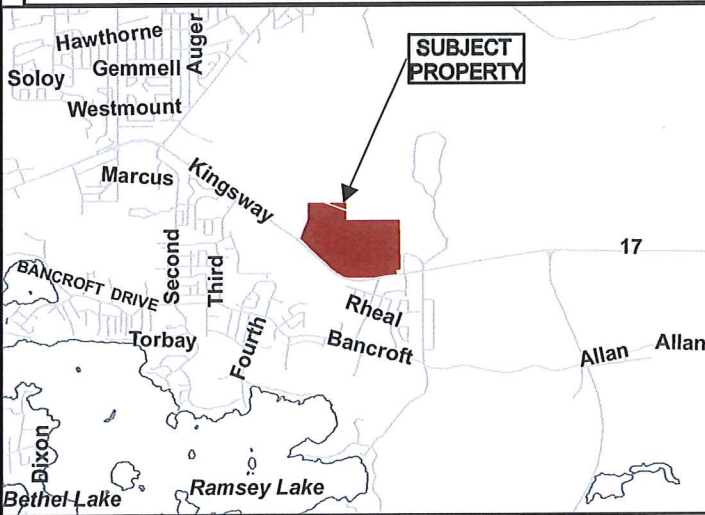 Hawthorne
Auger
SUBJECT
PROPERTY
Soloy
Gemmell
Westmount
Marcus
Kingsway
17
Second
Third
BANCROFT DRIVE
Rheal
Torbay
Fourth
Bancroft
Allan
Allan
Dixon
Ramsey Lake
Bethel Lake